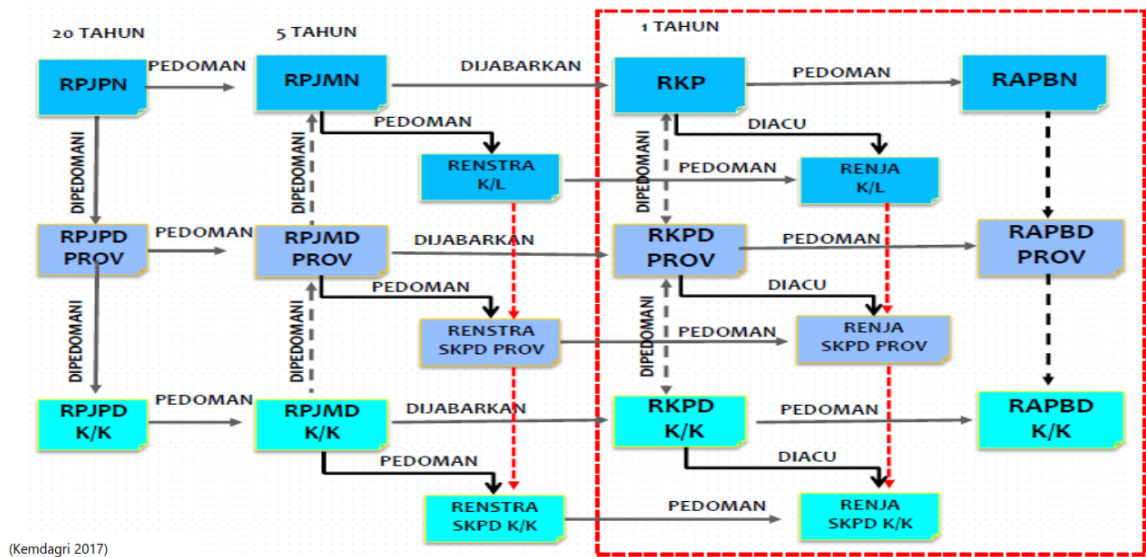 20 TAHUN
5 TAHUN
1 TAHUN
RPJPN
PEDOMAN
RPJMN
DIJABARKAN
RKP
PEDOMAN
RAPBN
DIPEDOMANI
PEDOMAN
RENSTRA
K/L
PEDOMAN
DIPEDOMANI
DIACU
RENJA
K/L
DIPEDOMANI
RPJPD
PROV
PEDOMAN
RPJMD
PROV
DIJABARKAN
RKPD
PROV
PEDOMAN
RAPBD
PROV
DIPEDOMANI
PEDOMAN
RENSTRA
SKPD PROV
PEDOMAN
DIPEDOMANI
DIACU
RENJA
SKPD PROV
DIPEDOMANI
RPJPD
K/K
PEDOMAN
RPJMD
K/K
DIJABARKAN
RKPD
K/K
PEDOMAN
RAPBD
K/K
PEDOMAN
RENSTRA
SKPD K/K
PEDOMAN
DIACU
RENJA
SKPD K/K
(Kemdagri 2017)